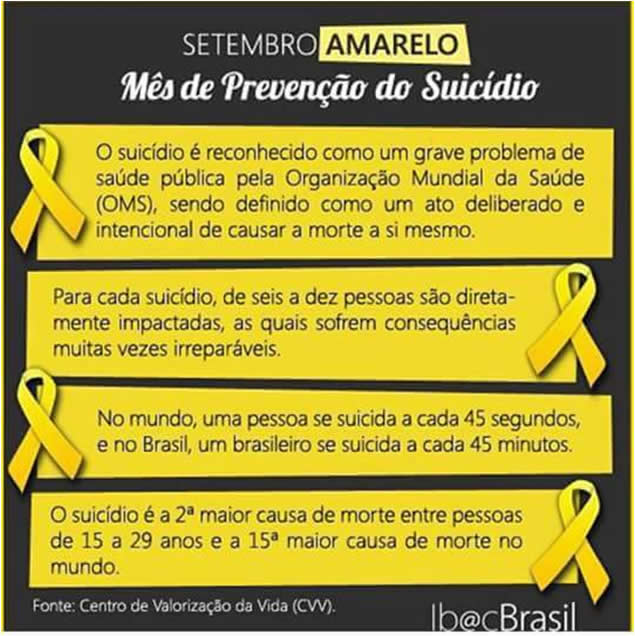 SETEMBRO AMARELO
Mês de Prevenção do Suicídio
O suicídio é reconhecido como um grave problema de
saúde pública pela Organização Mundial da Saúde
(OMS), sendo definido como um ato deliberado e
intencional de causar a morte a si mesmo.
Para cada suicídio, de seis a dez pessoas são direta-
mente impactadas, as quais sofrem consequências
muitas vezes irreparáveis.
No mundo, uma pessoa se suicida a cada 45 segundos,
e no Brasil, um brasileiro se suicida a cada 45 minutos.
O suicídio é a 2ª maior causa de morte entre pessoas
de 15 a 29 anos e a 15ª maior causa de morte no
mundo.
Fonte: Centro de Valorização da Vida (CVV).
Ib@cBrasil